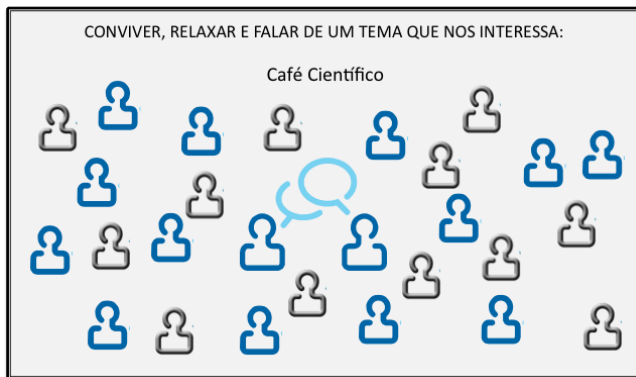 CONVIVER, RELAXAR E FALAR DE UM TEMA QUE NOS INTERESSA:
Café Científico